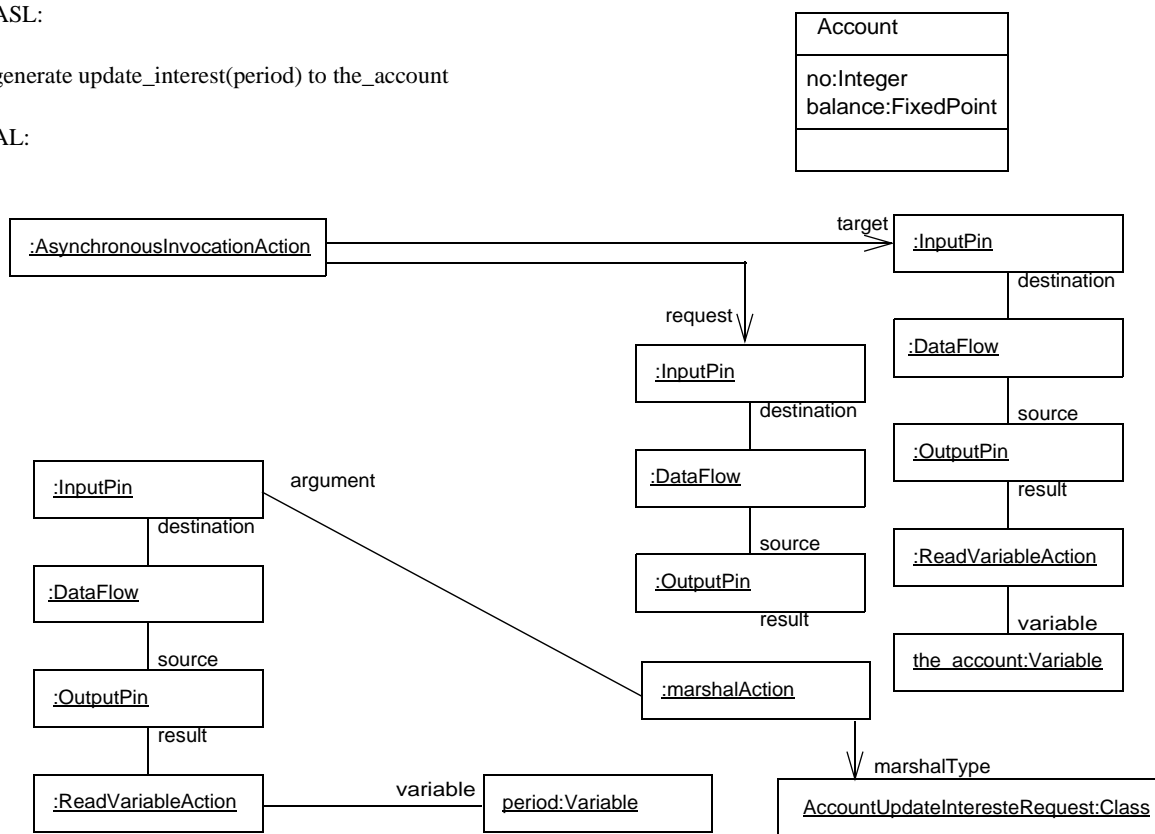 ASL:
generate update_interest(period) to the_account
AL:
Account
no:Integer
balance:FixedPoint
:AsynchronousInvocationAction
target
:InputPin
destination
:DataFlow
source
:OutputPin
result
:ReadVariableAction
variable
the_account:Variable
request
:InputPin
destination
:DataFlow
source
:OutputPin
result
:marshalAction
marshalType
AccountUpdateInteresteRequest:Class
argument
:InputPin
destination
:DataFlow
source
:OutputPin
result
:ReadVariableAction
variable
period:Variable